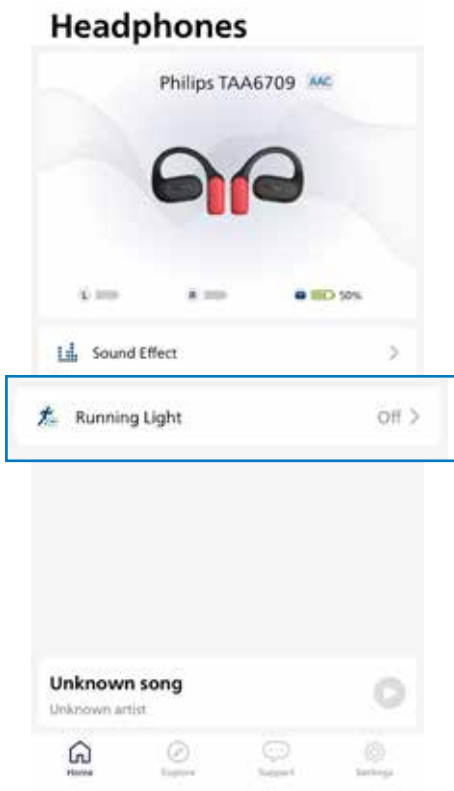 Headphones
Philips TAA6709 AAC
L R 50%
Sound Effect
Running Light Off
Unknown song
Unknown artist
Home Explore Support Settings